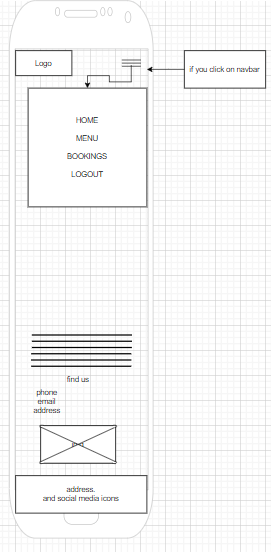 Logo
if you click on navbar
HOME
MENU
BOOKINGS
LOGOUT
find us
phone
email
address
address.
and social media icons